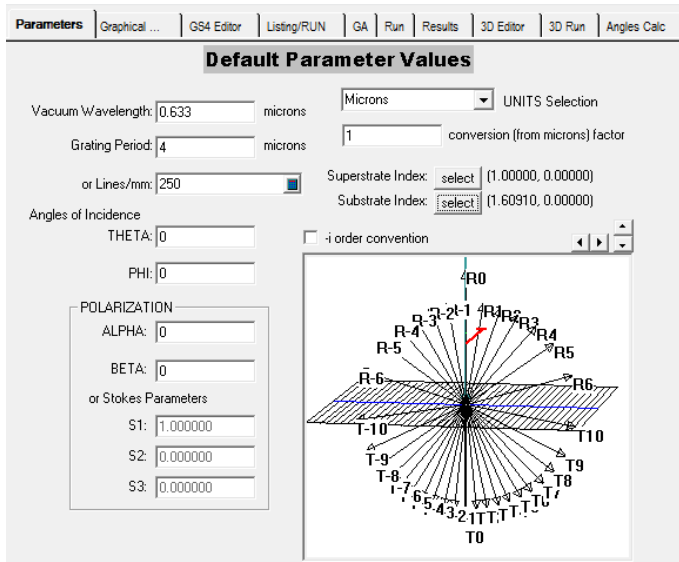 Parameters Graphical ... GS4 Editor Listing/RUN GA Run Results 3D Editor 3D Run Angles Calc
Default Parameter Values
Vacuum Wavelength: 0.633 microns
Microns UNITS Selection
Grating Period: 4 microns
1 conversion (from microns) factor
or Lines/mm: 250
Superstrate Index: select (1.00000, 0.00000)
Substrate Index: select (1.60910, 0.00000)
Angles of Incidence
THETA: 0
-i order convention
PHI: 0
POLARIZATION
ALPHA: 0
BETA: 0
or Stokes Parameters
S1: 1.000000
S2: 0.000000
S3: 0.000000
R0
R-4 R-3 R-2 R-1 R1 R2 R3 R4
R-5 R5
R-6 R6
T-10 T10
T-9 T9
T-8 T8
T0